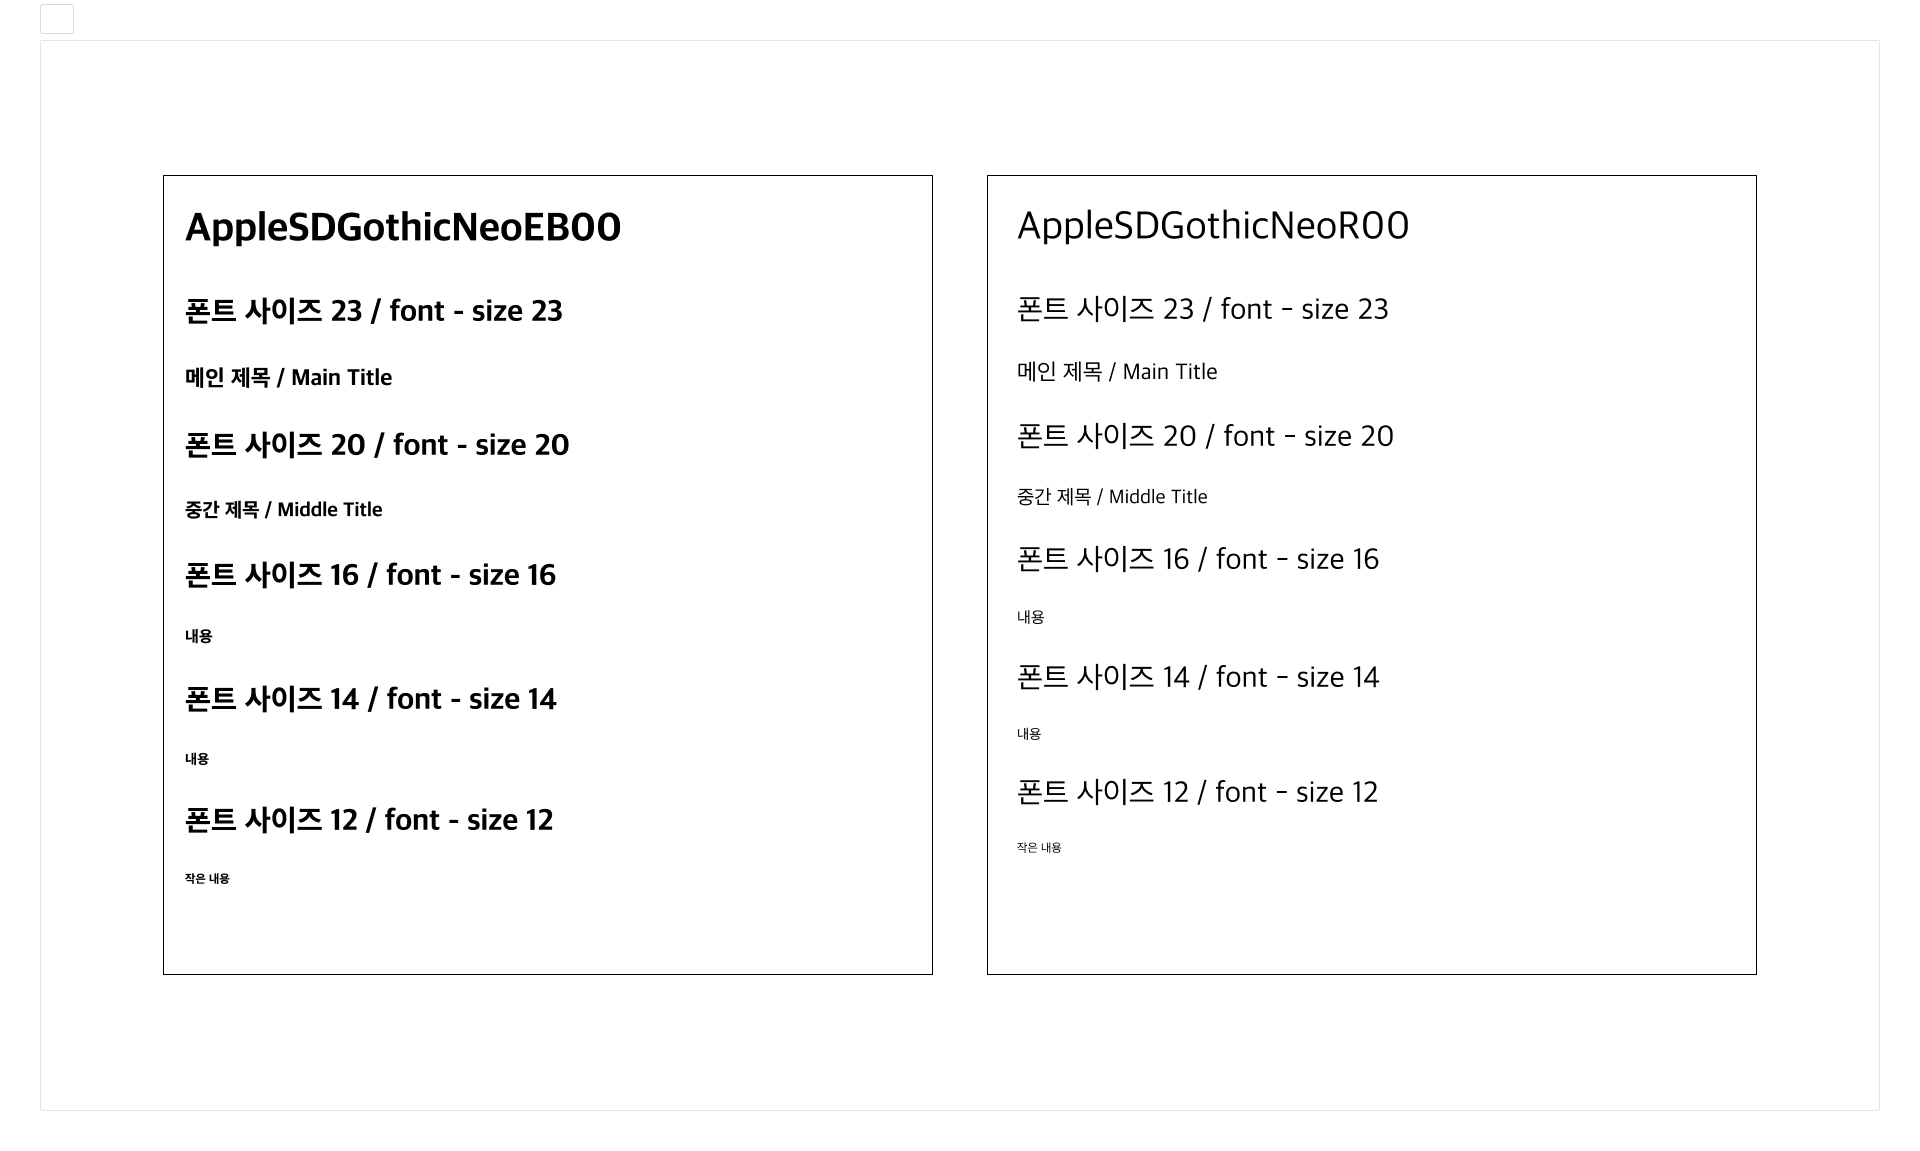 AppleSDGothicNeoEB00
폰트 사이즈 23 / font - size 23
메인 제목 / Main Title
폰트 사이즈 20 / font - size 20
중간 제목 / Middle Title
폰트 사이즈 16 / font - size 16
내용
폰트 사이즈 14 / font - size 14
내용
폰트 사이즈 12 / font - size 12
작은 내용
AppleSDGothicNeoR00
폰트 사이즈 23 / font - size 23
메인 제목 / Main Title
폰트 사이즈 20 / font - size 20
중간 제목 / Middle Title
폰트 사이즈 16 / font - size 16
내용
폰트 사이즈 14 / font - size 14
내용
폰트 사이즈 12 / font - size 12
작은 내용